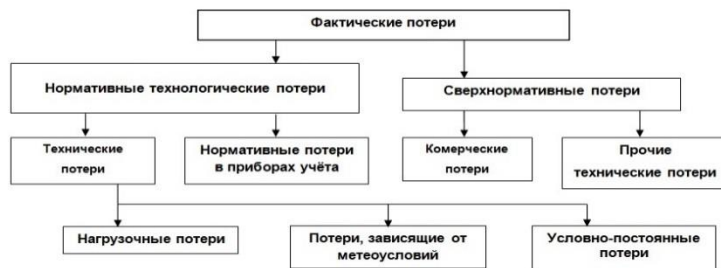 Фактические потери
Нормативные технологические потери
Сверхнормативные потери
Технические
потери
Нормативные потери
в приборах учёта
Комерческие
потери
Прочие
технические потери
Нагрузочные потери
Потери, зависящие от
метеоусловий
Условно-постоянные
потери